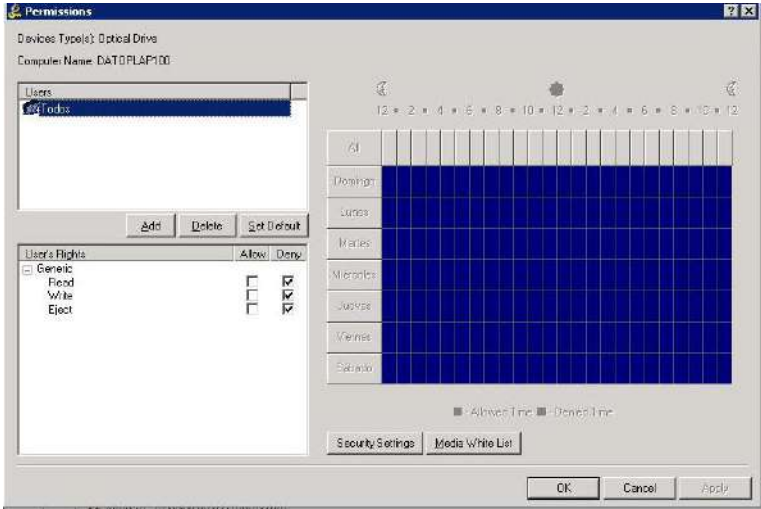 Permissions
Devices Type(s): Optical Drive
Computer Name: DATOPLAP100
Users
Todos
Add Delete Set Default
User's Rights Allow Deny
Generic
Read
Write
Eject
12 • 2 • 4 • 6 • 8 • 10 • 12 • 2 • 4 • 6 • 8 • 10 • 12
All
Domingo
Lunes
Martes
Miercoles
Jueves
Viernes
Sabado
- Allowed Time - Denied Time
Security Settings Media White List
OK Cancel Apply